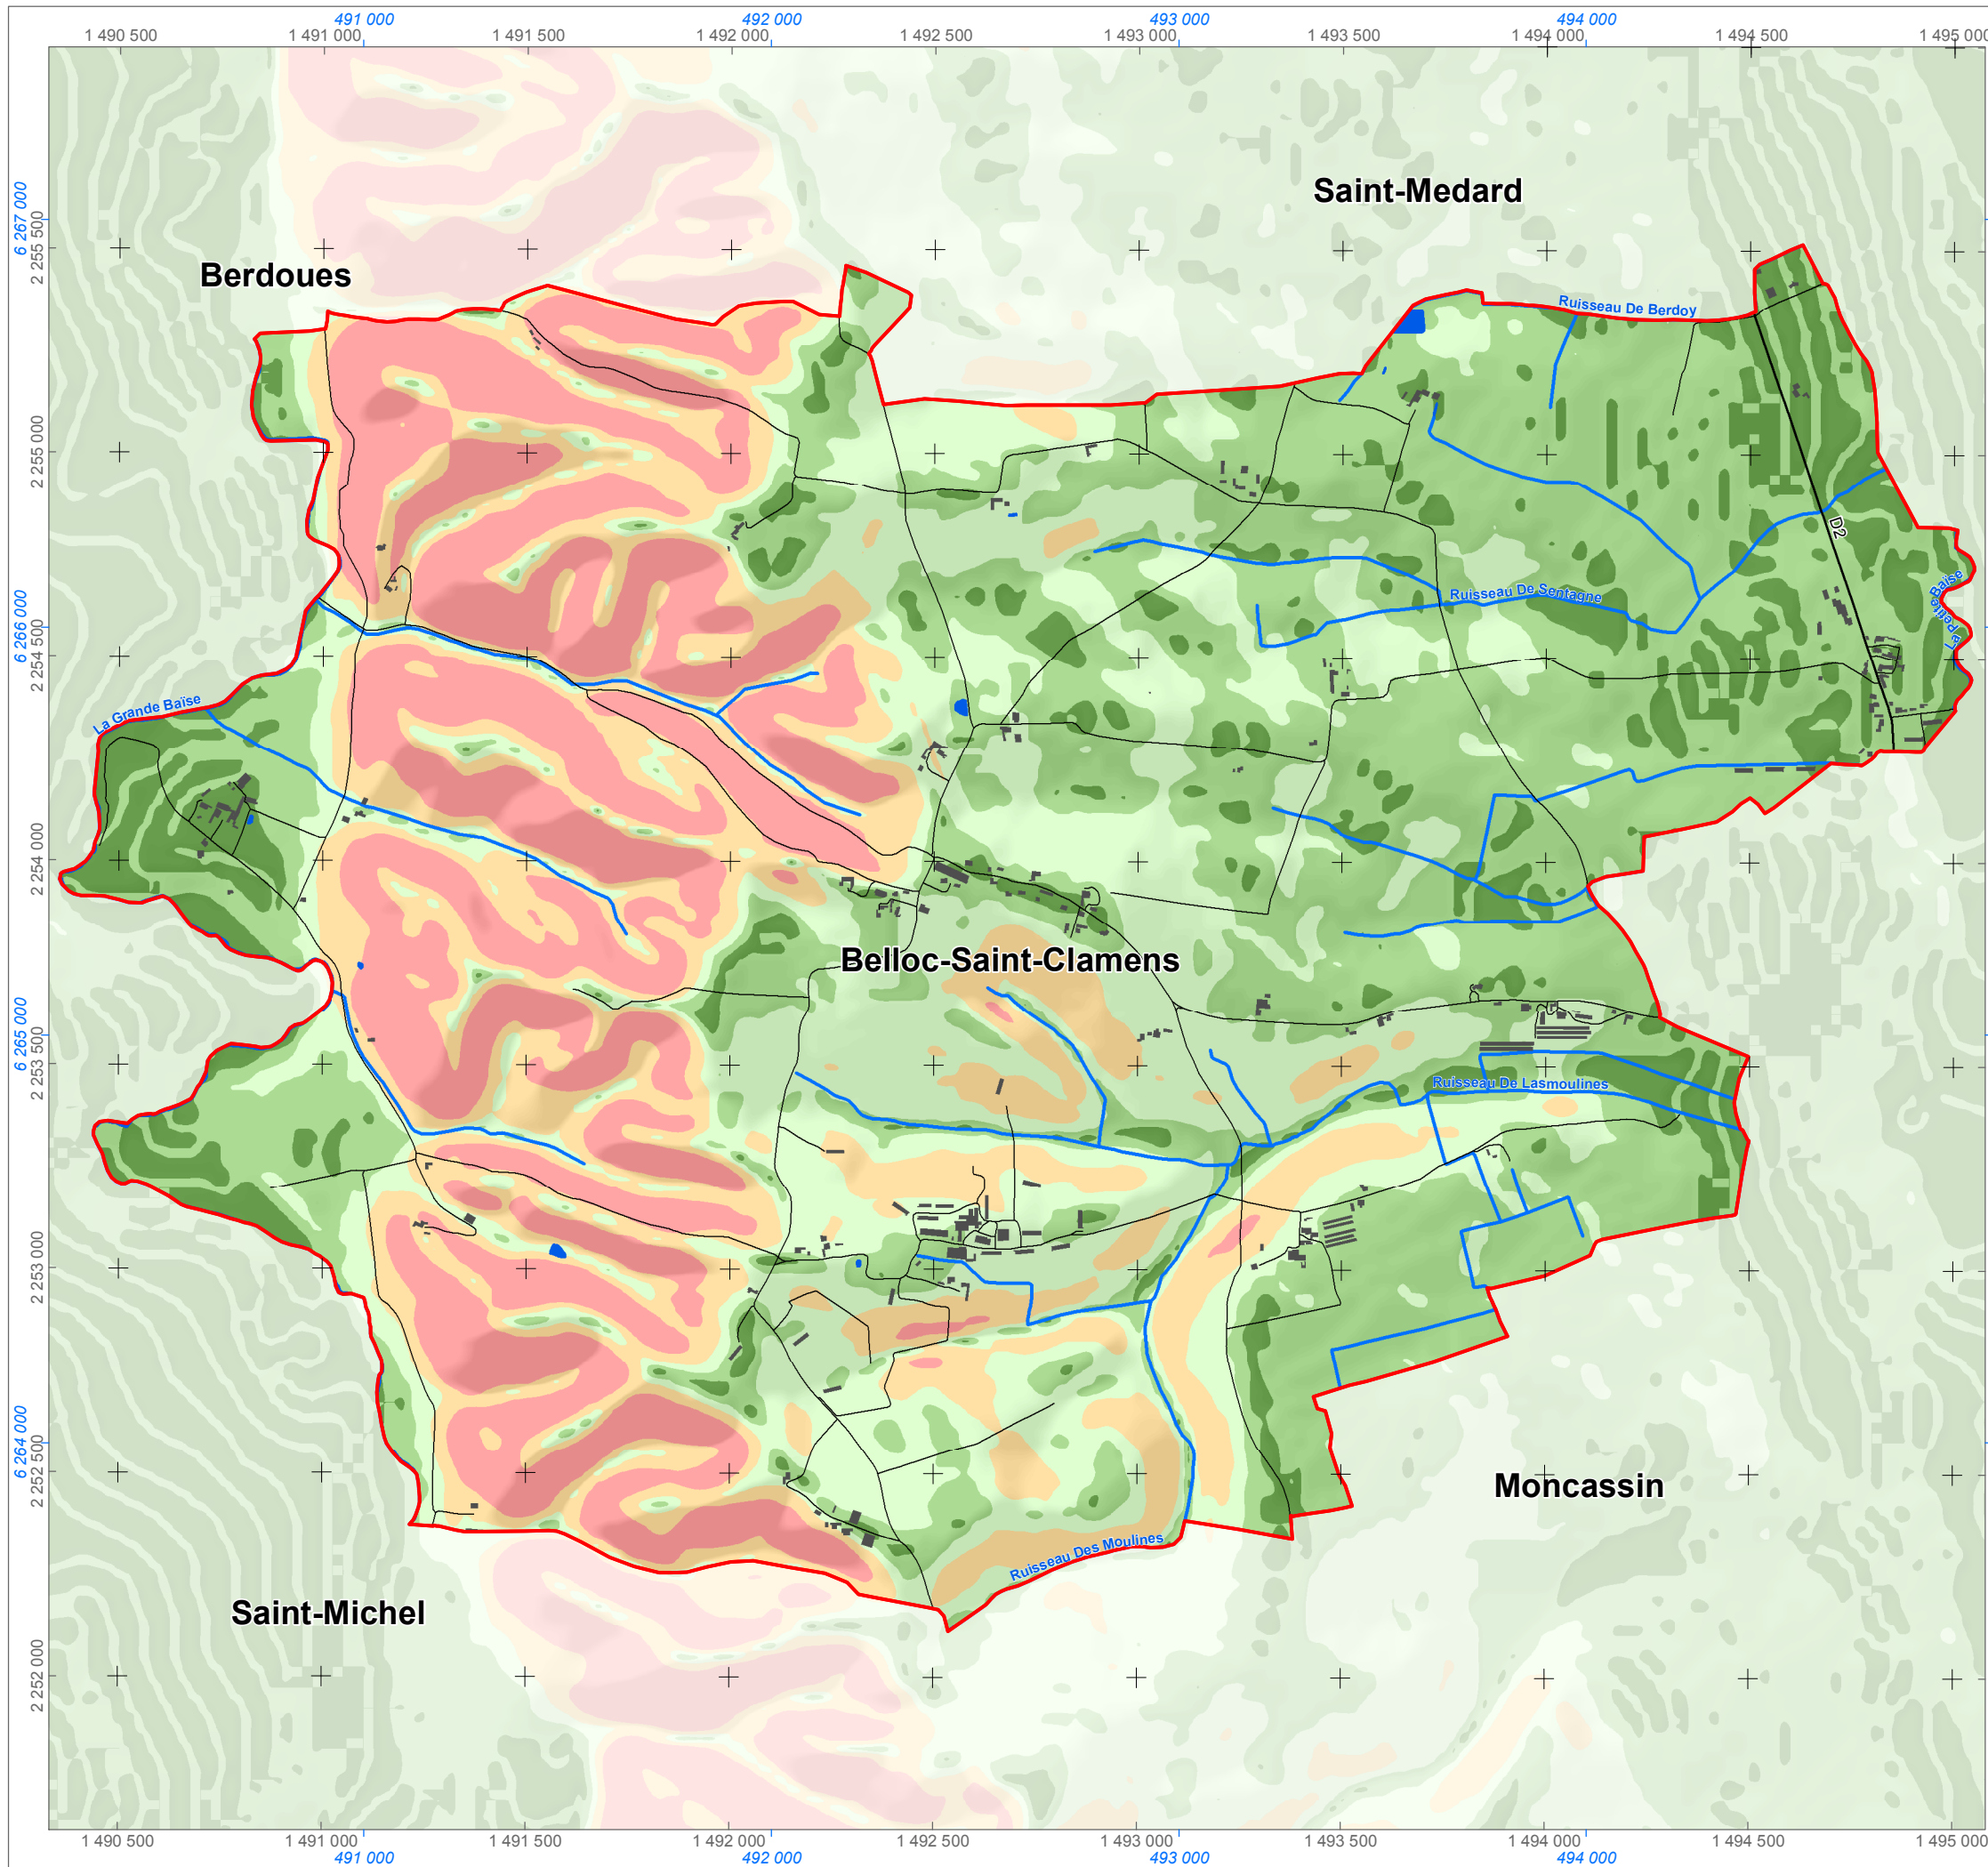 491 000 492 000 493 000 494 000
1 490 500 1 491 000 1 491 500 1 492 000 1 492 500 1 493 000 1 493 500 1 494 000 1 494 500 1 495 000
6 267 000
2 255 500
Saint-Medard
Berdoues
Ruisseau De Berdoy
2 255 000
D2
6 266 000
2 254 500
Ruisseau De Sentagne
La Petite Baïse
La Grande Baïse
2 254 000
Belloc-Saint-Clamens
6 265 005
2 253 500
Ruisseau De Lasmoulines
2 253 000
6 264 000
2 252 500
Moncassin
Ruisseau Des Moulines
Saint-Michel
2 252 000
1 490 500 1 491 000 1 491 500 1 492 000 1 492 500 1 493 000 1 493 500 1 494 000 1 494 500 1 495 000
491 000 492 000 493 000 494 000